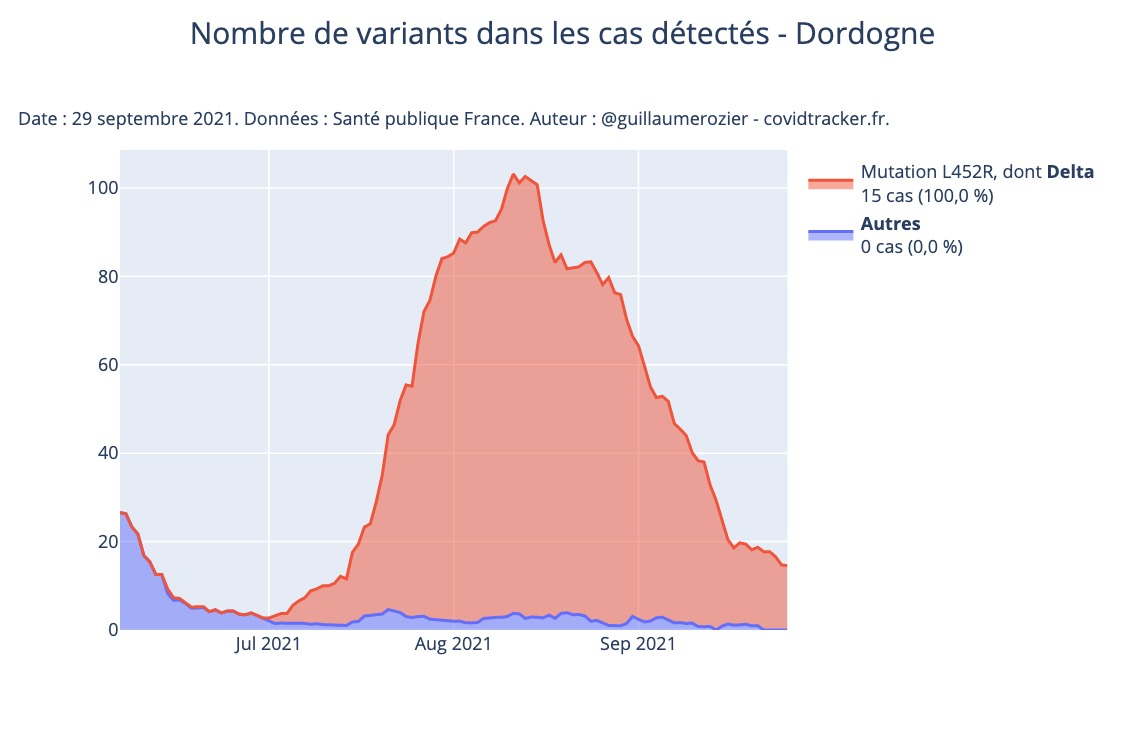 Nombre de variants dans les cas détectés - Dordogne
Date : 29 septembre 2021. Données : Santé publique France. Auteur : @guillaumerozier - covidtracker.fr.
Mutation L452R, dont Delta
15 cas (100,0 %)
Autres
0 cas (0,0 %)
100
80
60
40
20
0
Jul 2021
Aug 2021
Sep 2021